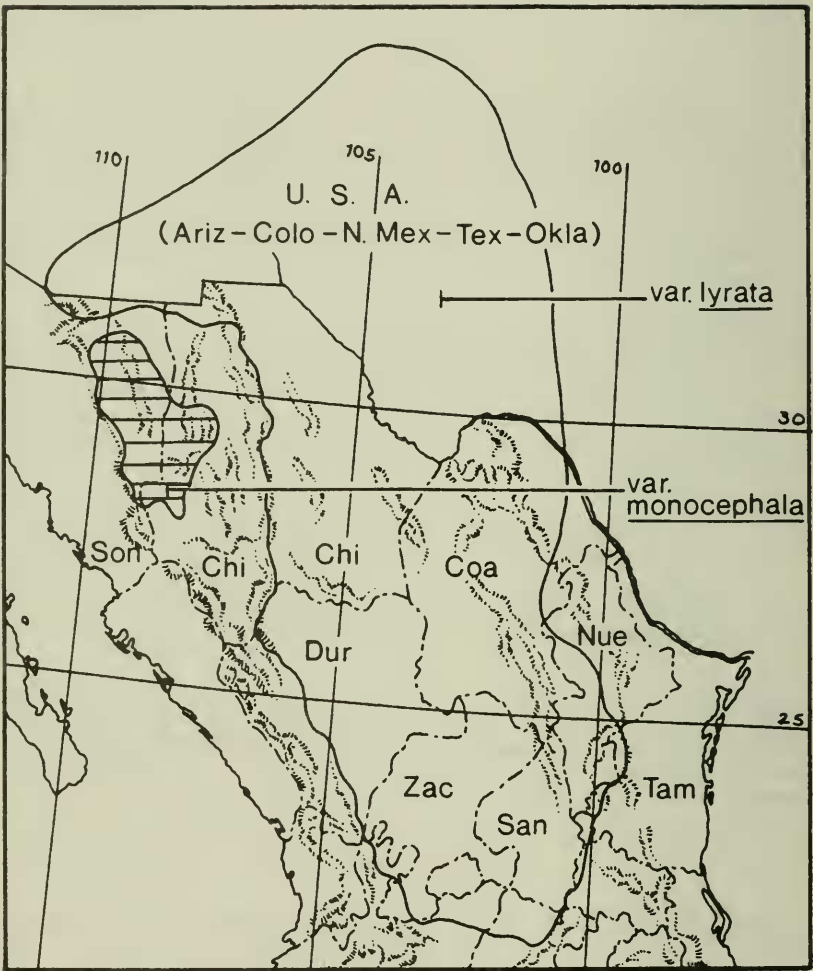 110
105
100
U. S. A.
(Ariz-Colo-N. Mex-Tex-Okla)
var. lyrata
30
var.
monocephala
Son
Chi
Chi
Coa
Nue
Dur
25
Zac
Tam
San